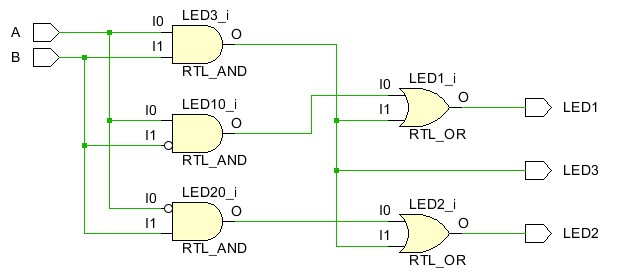 LED3_i
A
I0
O
B
I1
RTL_AND
LED10_i
I0
O
I1
RTL_AND
LED20_i
I0
O
I1
RTL_AND
LED1_i
I0
O
LED1
I1
RTL_OR
LED3
LED2_i
I0
O
LED2
I1
RTL_OR